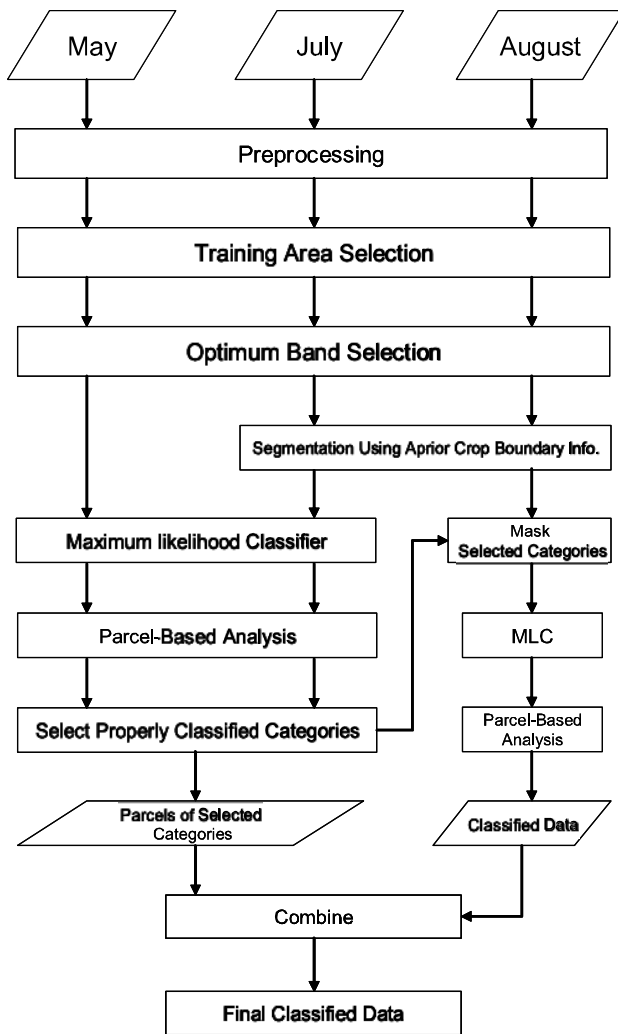 May
July
August
Preprocessing
Training Area Selection
Optimum Band Selection
Segmentation Using Aprior Crop Boundary Info.
Maximum likelihood Classifier
Mask
Selected Categories
Parcel-Based Analysis
MLC
Select Properly Classified Categories
Parcel-Based
Analysis
Parcels of Selected
Categories
Classified Data
Combine
Final Classified Data